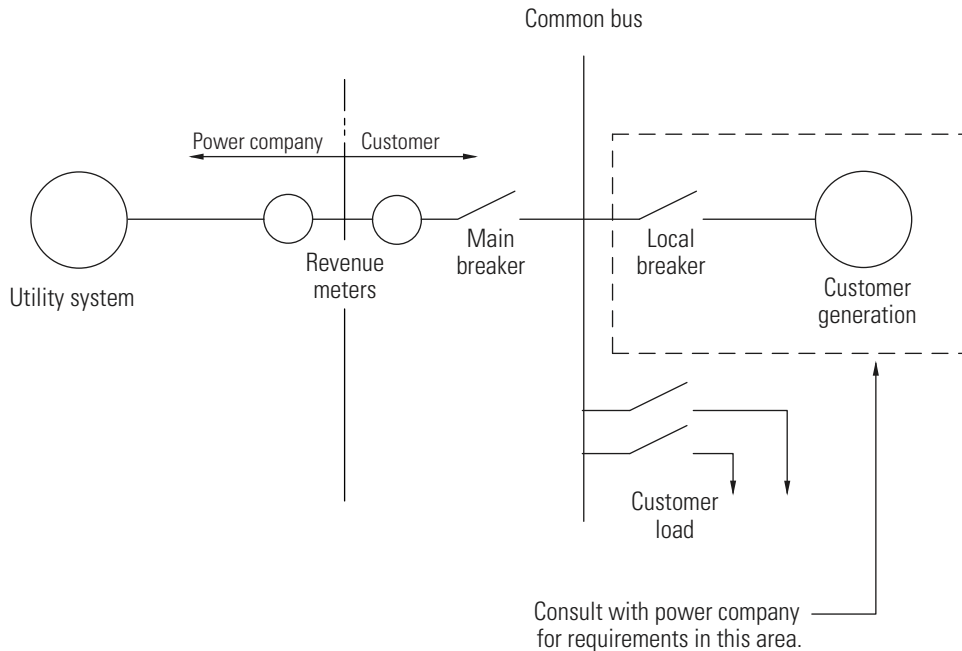 Common bus
Power company
Customer
Utility system
Revenue
meters
Main
breaker
Local
breaker
Customer
generation
Customer
load
Consult with power company
for requirements in this area.